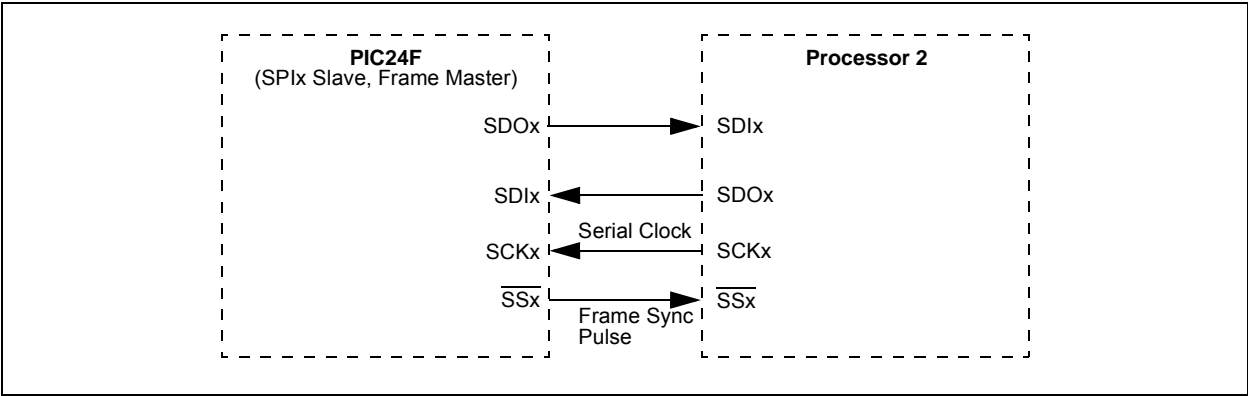 PIC24F
(SPIx Slave, Frame Master)
Processor 2
SDOx
SDIx
SDIx
SDOx
Serial Clock
SCKx
SCKx
SSx
SSx
Frame Sync
Pulse